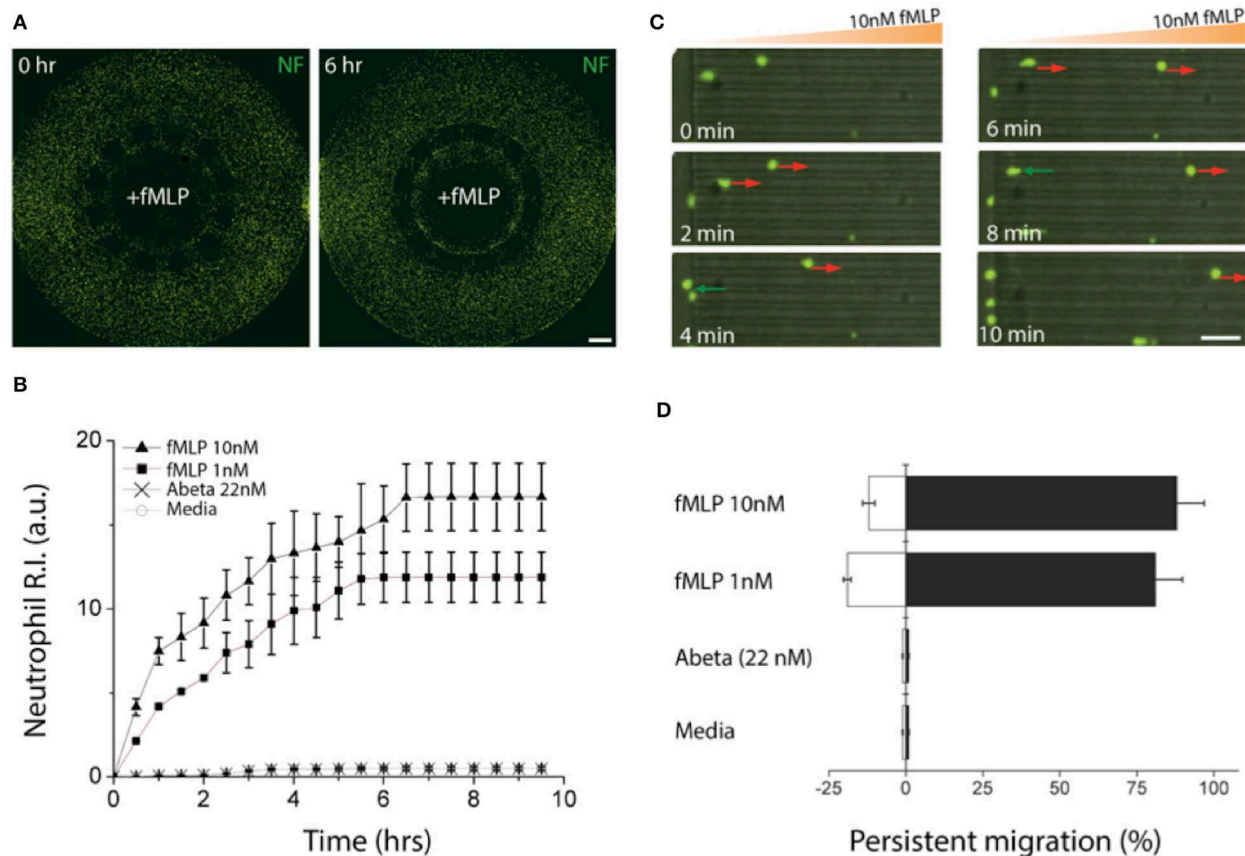 A
0 hr
NF
+fMLP
6 hr
NF
+fMLP
B
20
10
0
fMLP 10nM
fMLP 1nM
Abeta 22nM
Media
0
2
4
6
8
10
Neutrophil R.I. (a.u.)
Time (hrs)
C
10nM fMLP
10nM fMLP
0 min
2 min
4 min
6 min
8 min
10 min
D
fMLP 10nM
fMLP 1nM
Abeta (22 nM)
Media
-25
0
25
50
75
100
Persistent migration (%)